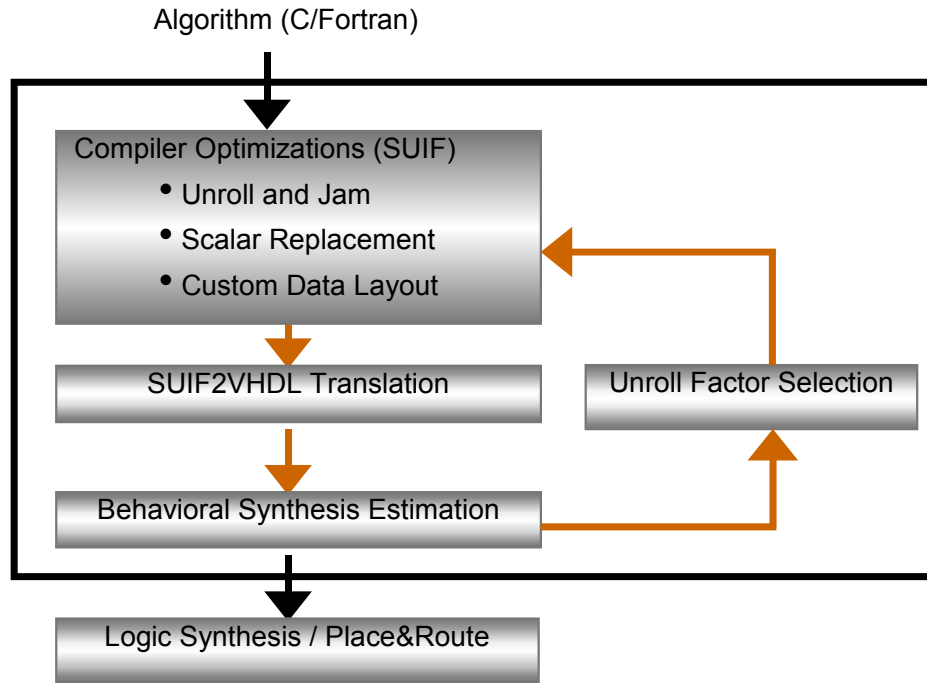 Algorithm (C/Fortran)
Compiler Optimizations (SUIF)
• Unroll and Jam
• Scalar Replacement
• Custom Data Layout
SUIF2VHDL Translation
Unroll Factor Selection
Behavioral Synthesis Estimation
Logic Synthesis / Place&Route